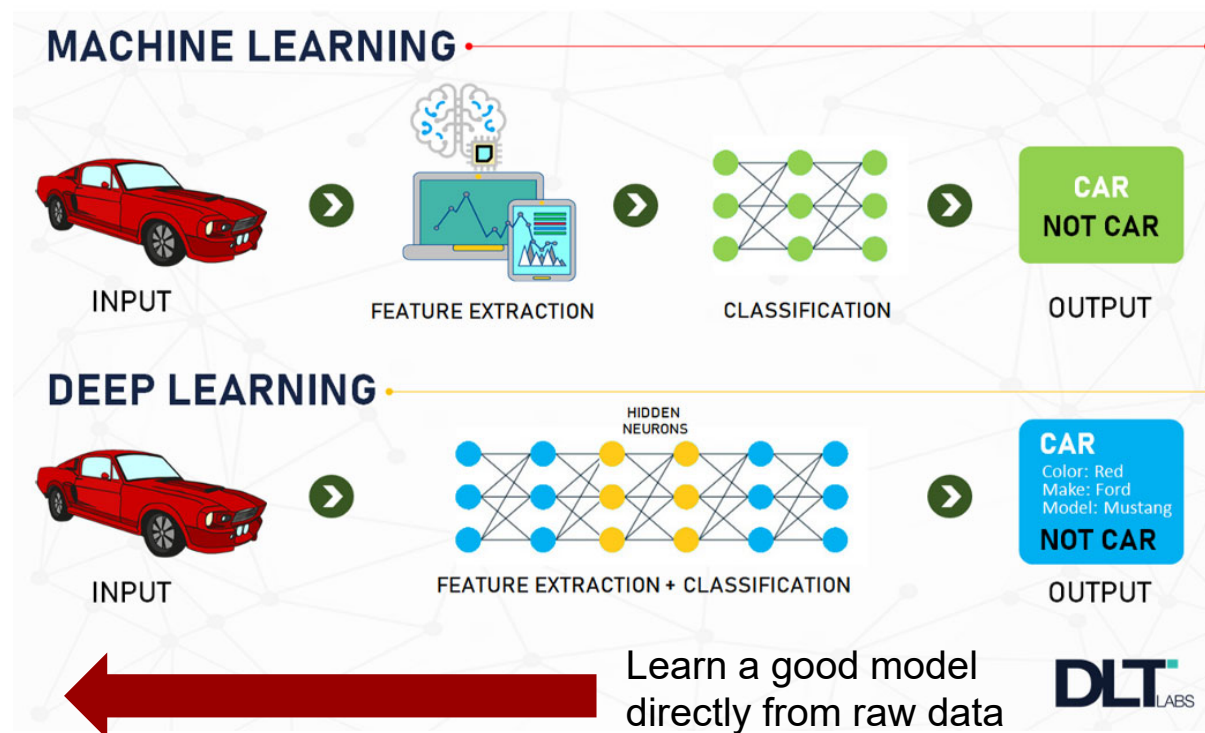 MACHINE LEARNING
CAR
NOT CAR
INPUT
FEATURE EXTRACTION
CLASSIFICATION
OUTPUT
DEEP LEARNING
HIDDEN
NEURONS
CAR
Color: Red
Make: Ford
Model: Mustang
NOT CAR
INPUT
FEATURE EXTRACTION + CLASSIFICATION
OUTPUT
Learn a good model
directly from raw data
DLT LABS